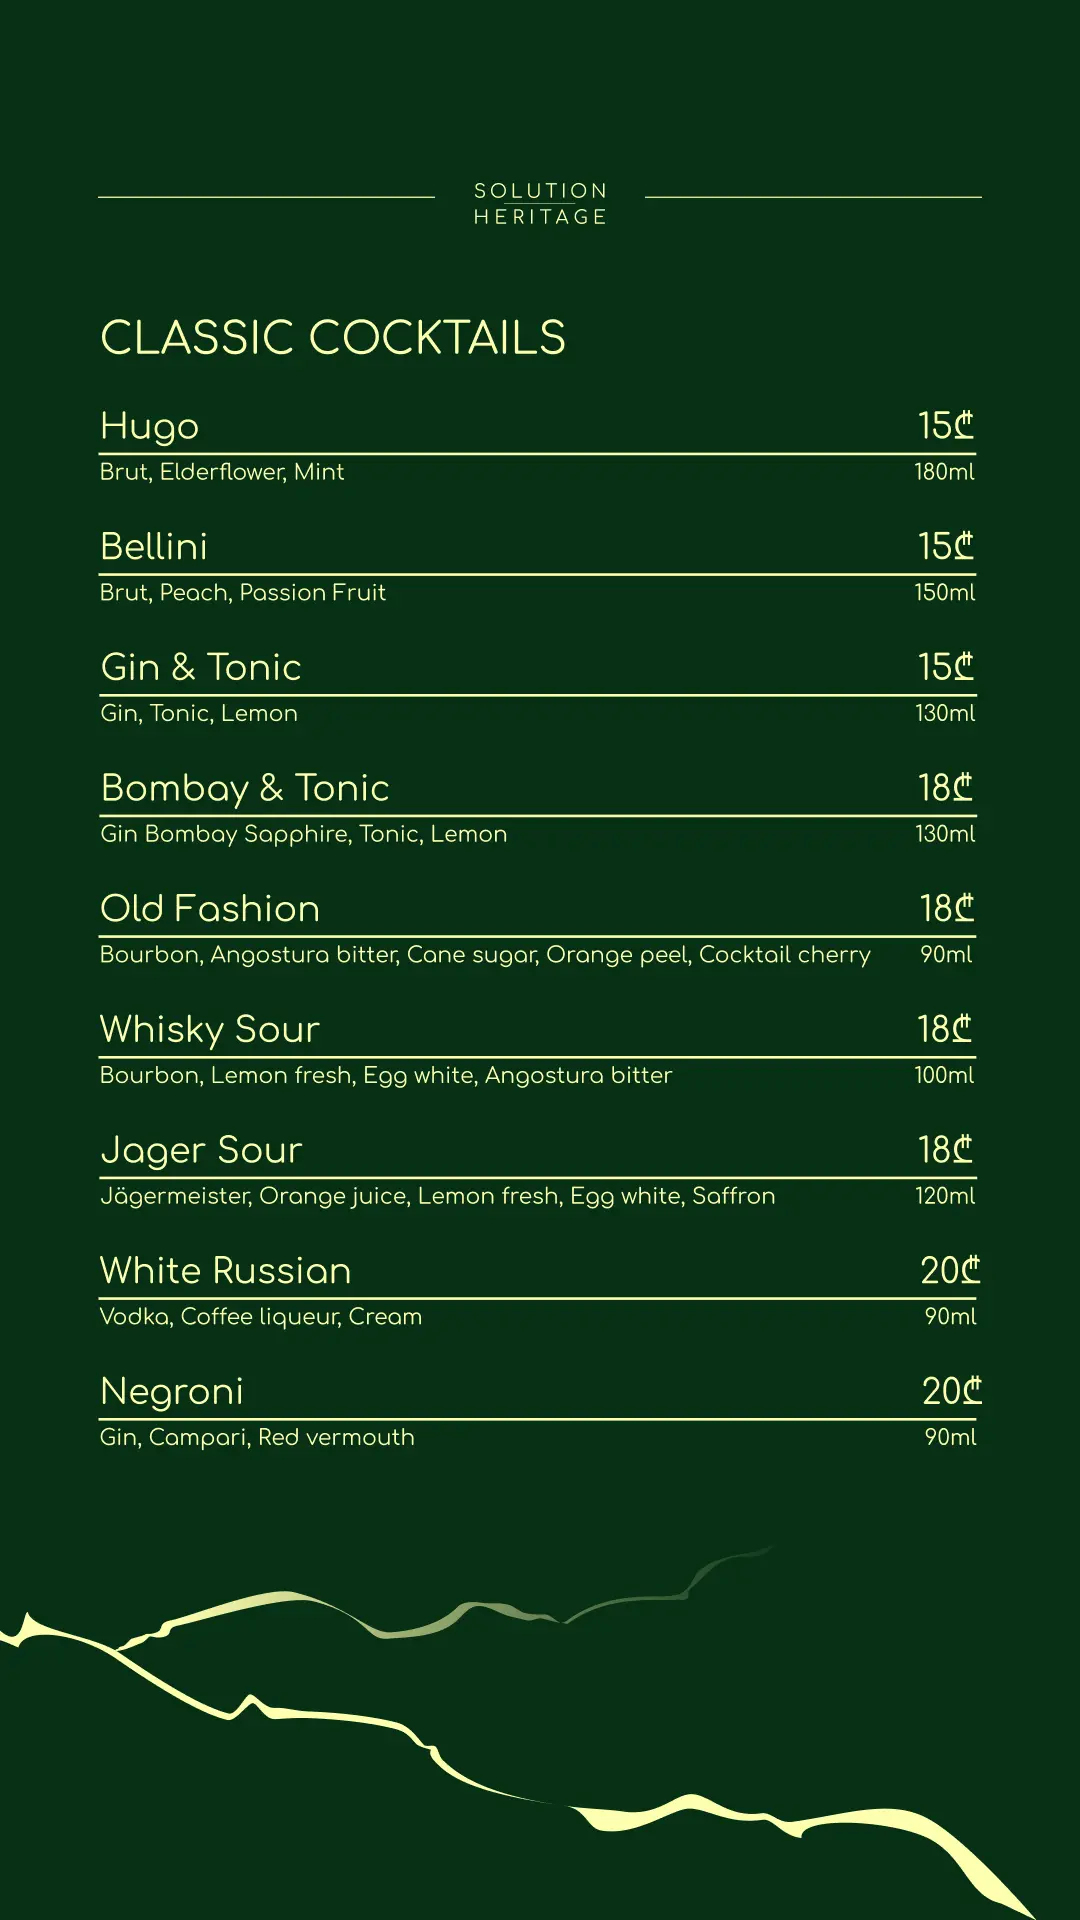 SOLUTION
HERITAGE
CLASSIC COCKTAILS
Hugo 15₾
Brut, Elderflower, Mint 180ml
Bellini 15₾
Brut, Peach, Passion Fruit 150ml
Gin & Tonic 15₾
Gin, Tonic, Lemon 130ml
Bombay & Tonic 18₾
Gin Bombay Sapphire, Tonic, Lemon 130ml
Old Fashion 18₾
Bourbon, Angostura bitter, Cane sugar, Orange peel, Cocktail cherry 90ml
Whisky Sour 18₾
Bourbon, Lemon fresh, Egg white, Angostura bitter 100ml
Jager Sour 18₾
Jägermeister, Orange juice, Lemon fresh, Egg white, Saffron 120ml
White Russian 20₾
Vodka, Coffee liqueur, Cream 90ml
Negroni 20₾
Gin, Campari, Red vermouth 90ml